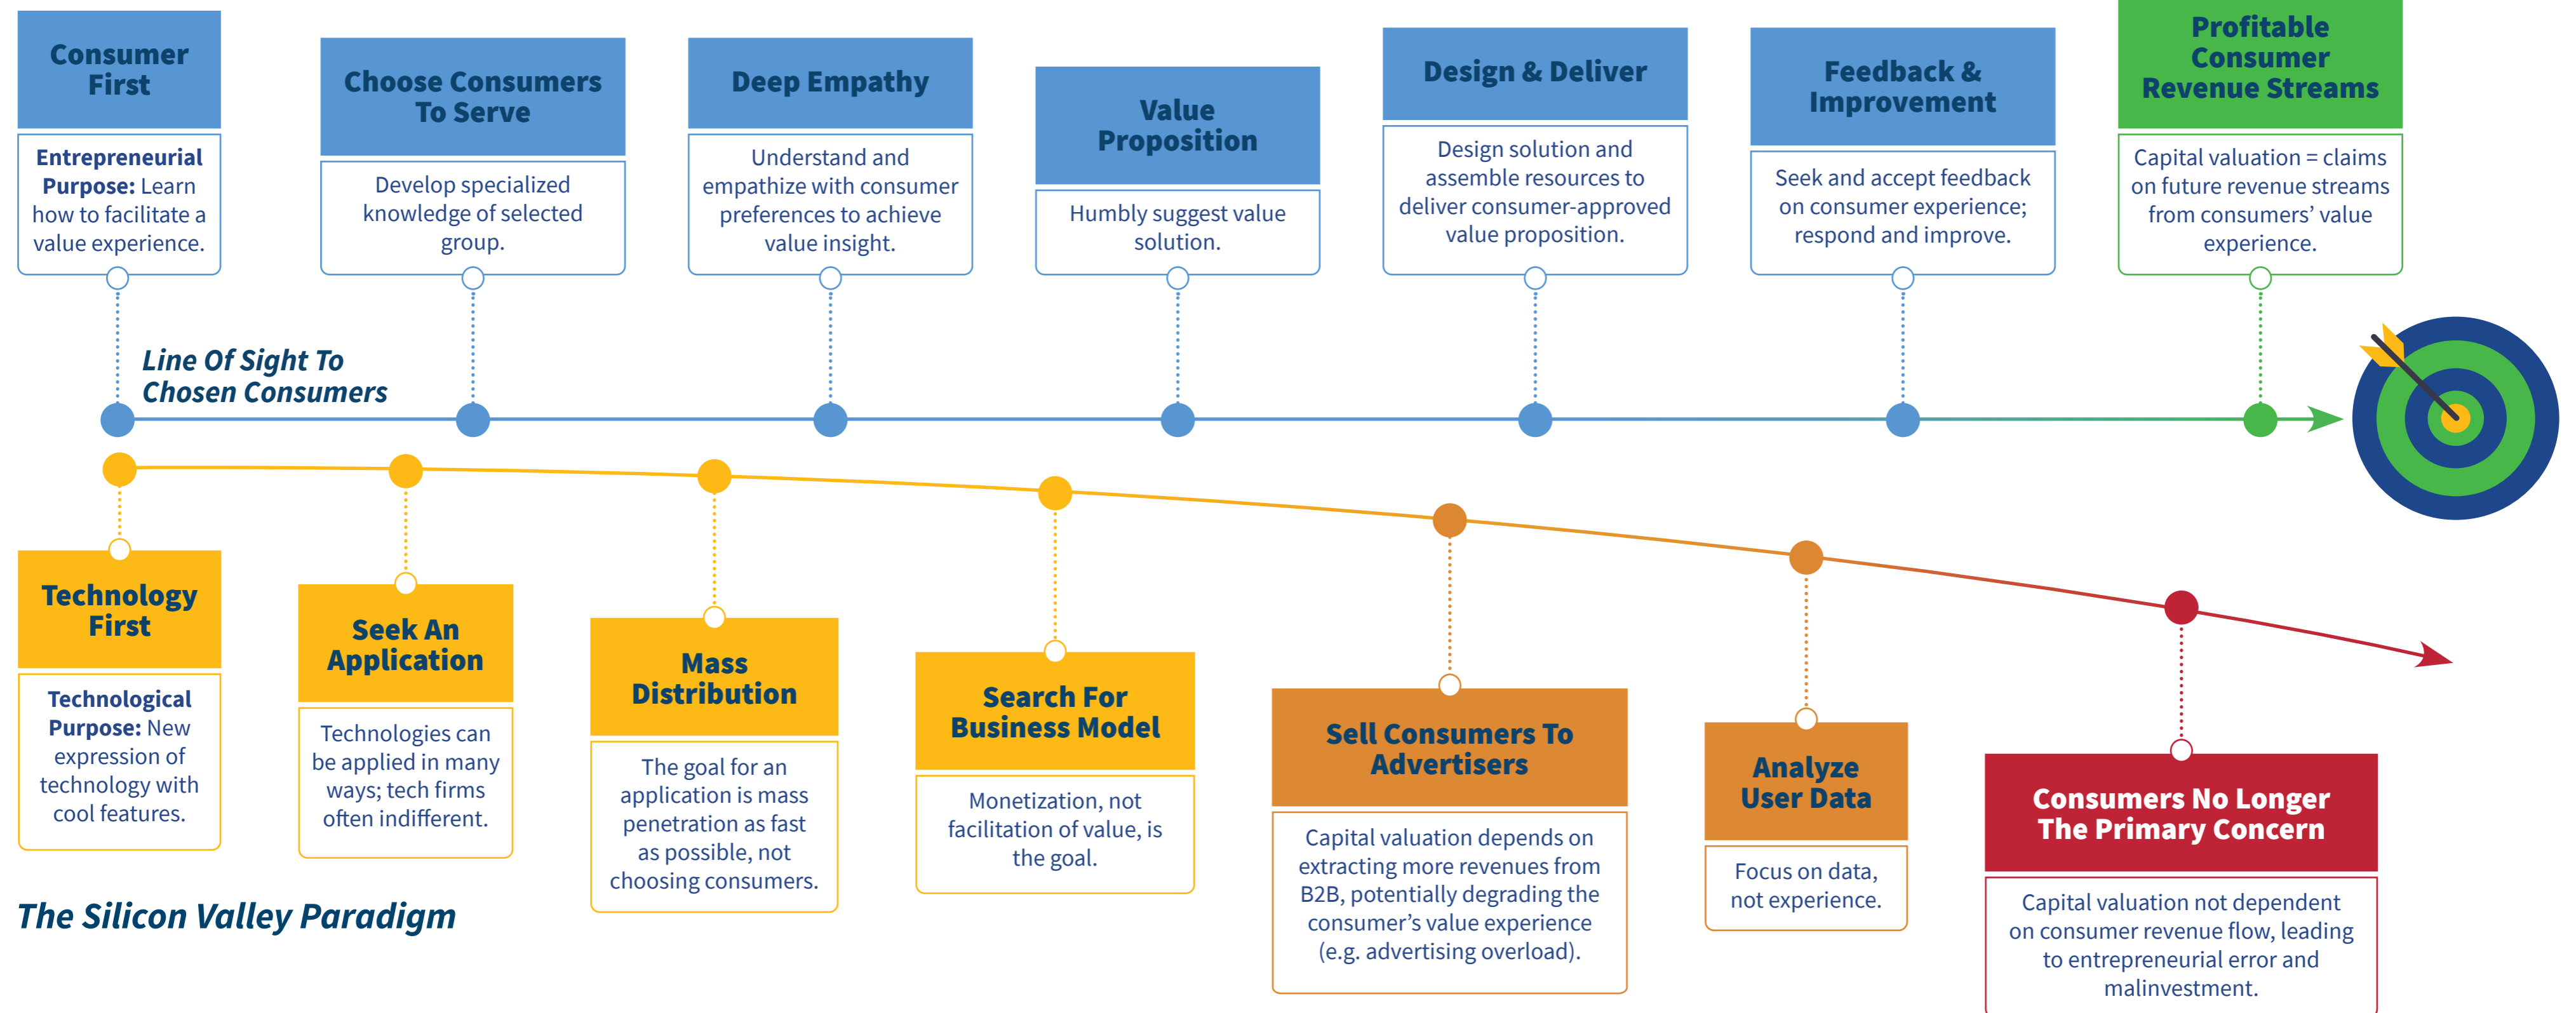 Consumer
First
Entrepreneurial
Purpose: Learn
how to facilitate a
value experience.
Choose Consumers
To Serve
Develop specialized
knowledge of selected
group.
Deep Empathy
Understand and
empathize with consumer
preferences to achieve
value insight.
Value
Proposition
Humbly suggest value
solution.
Design & Deliver
Design solution and
assemble resources to
deliver consumer-approved
value proposition.
Feedback &
Improvement
Seek and accept feedback
on consumer experience;
respond and improve.
Profitable
Consumer
Revenue Streams
Capital valuation = claims
on future revenue streams
from consumers’ value
experience.
Line Of Sight To
Chosen Consumers
Technology
First
Technological
Purpose: New
expression of
technology with
cool features.
Seek An
Application
Technologies can
be applied in many
ways; tech firms
often indifferent.
Mass
Distribution
The goal for an
application is mass
penetration as fast
as possible, not
choosing consumers.
Search For
Business Model
Monetization, not
facilitation of value, is
the goal.
Sell Consumers To
Advertisers
Capital valuation depends on
extracting more revenues from
B2B, potentially degrading the
consumer’s value experience
(e.g. advertising overload).
Analyze
User Data
Focus on data,
not experience.
Consumers No Longer
The Primary Concern
Capital valuation not dependent
on consumer revenue flow, leading
to entrepreneurial error and
malinvestment.
The Silicon Valley Paradigm